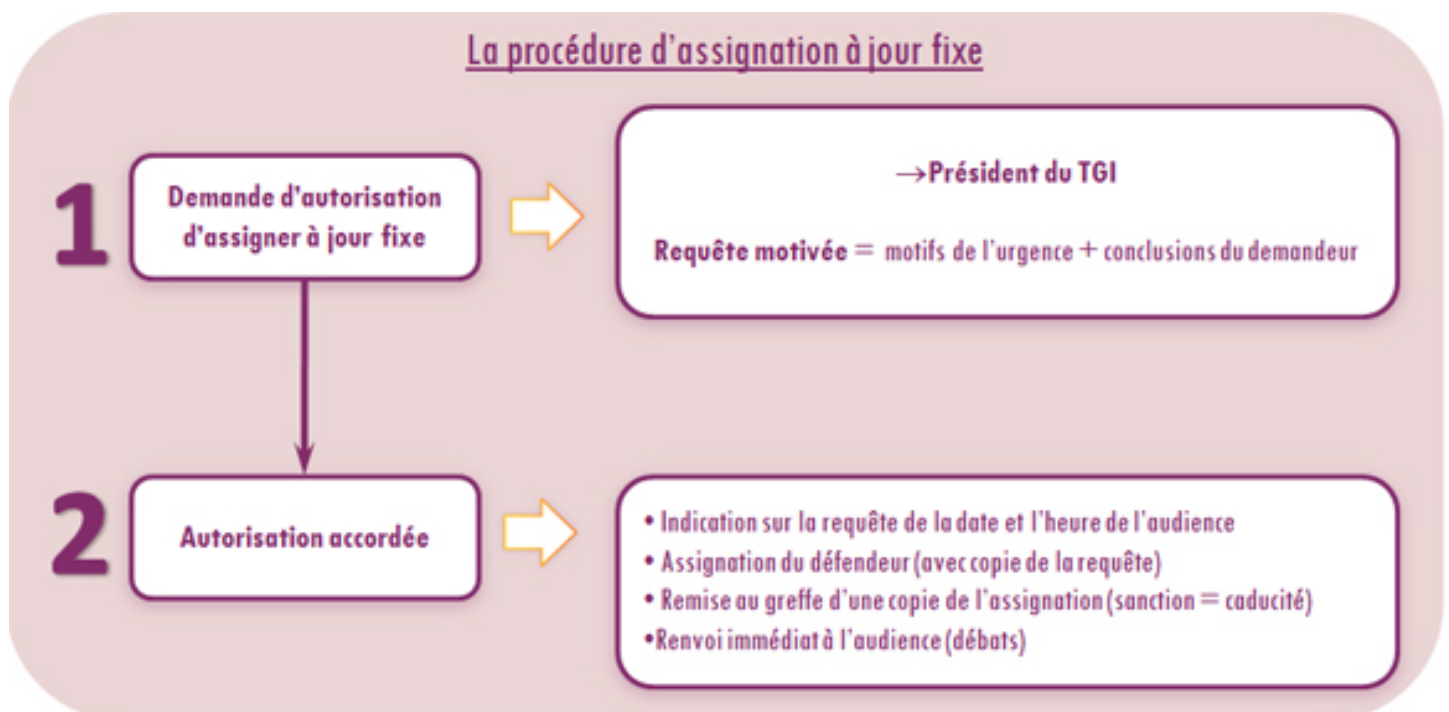 La procédure d'assignation à jour fixe
1
Demande d'autorisation
d'assigner à jour fixe
→Président du TGI
Requête motivée = motifs de l'urgence + conclusions du demandeur
2
Autorisation accordée
• Indication sur la requête de la date et l'heure de l'audience
• Assignation du défendeur (avec copie de la requête)
• Remise au greffe d'une copie de l'assignation (sanction = caducité)
•Renvoi immédiat à l'audience (débats)